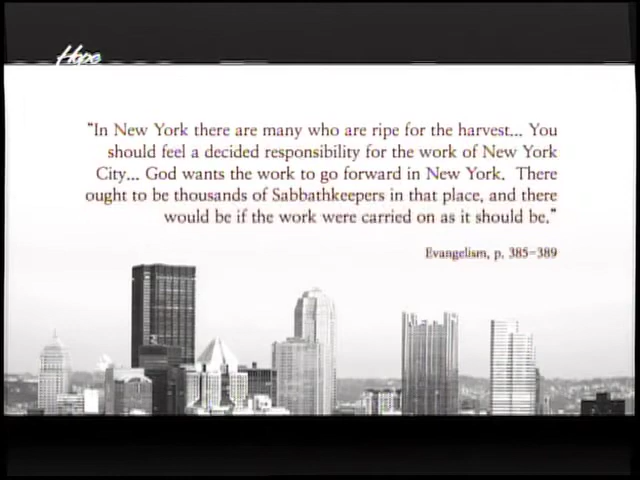 Hope
“In New York there are many who are ripe for the harvest... You
should feel a decided responsibility for the work of New York
City... God wants the work to go forward in New York. There
ought to be thousands of Sabbathkeepers in that place, and there
would be if the work were carried on as it should be.”
Evangelism, p. 385-389